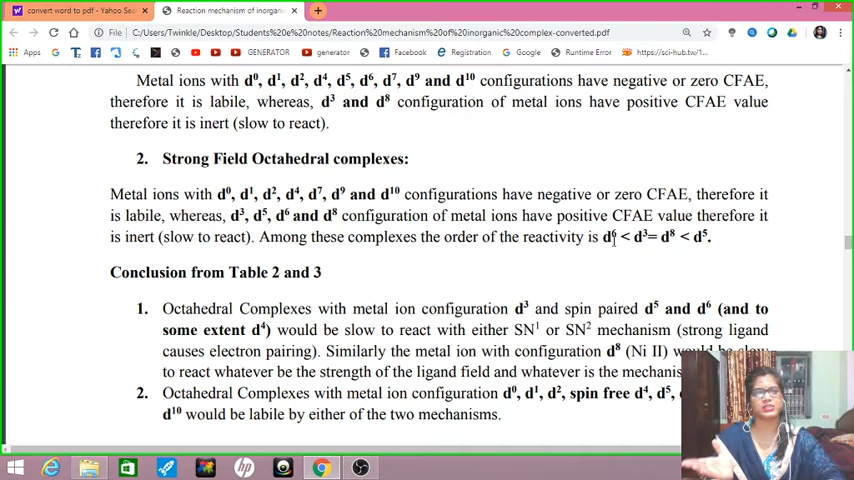 convert word to pdf - Yahoo Sea
Reaction mechanism of inorgani
File | C:/Users/Twinkle/Desktop/Students%20e%20notes/Reaction%20mechanism%20of%20inorganic%20complex-converted.pdf
Apps G GENERATOR generator Facebook Registration Google Runtime Error https://sci-hub.tw/1...
Metal ions with d⁰, d¹, d², d⁴, d⁵, d⁶, d⁷, d⁹ and d¹⁰ configurations have negative or zero CFAE,
therefore it is labile, whereas, d³ and d⁸ configuration of metal ions have positive CFAE value
therefore it is inert (slow to react).
2. Strong Field Octahedral complexes:
Metal ions with d⁰, d¹, d², d⁴, d⁷, d⁹ and d¹⁰ configurations have negative or zero CFAE, therefore it
is labile, whereas, d³, d⁵, d⁶ and d⁸ configuration of metal ions have positive CFAE value therefore it
is inert (slow to react). Among these complexes the order of the reactivity is d⁶ < d³= d⁸ < d⁵.
Conclusion from Table 2 and 3
1. Octahedral Complexes with metal ion configuration d³ and spin paired d⁵ and d⁶ (and to
some extent d⁴) would be slow to react with either SN¹ or SN² mechanism (strong ligand
causes electron pairing). Similarly the metal ion with configuration d⁸ (Ni II) would be slow
to react whatever be the strength of the ligand field and whatever is the mechanis
2. Octahedral Complexes with metal ion configuration d⁰, d¹, d², spin free d⁴, d⁵,
d¹⁰ would be labile by either of the two mechanisms.
hp